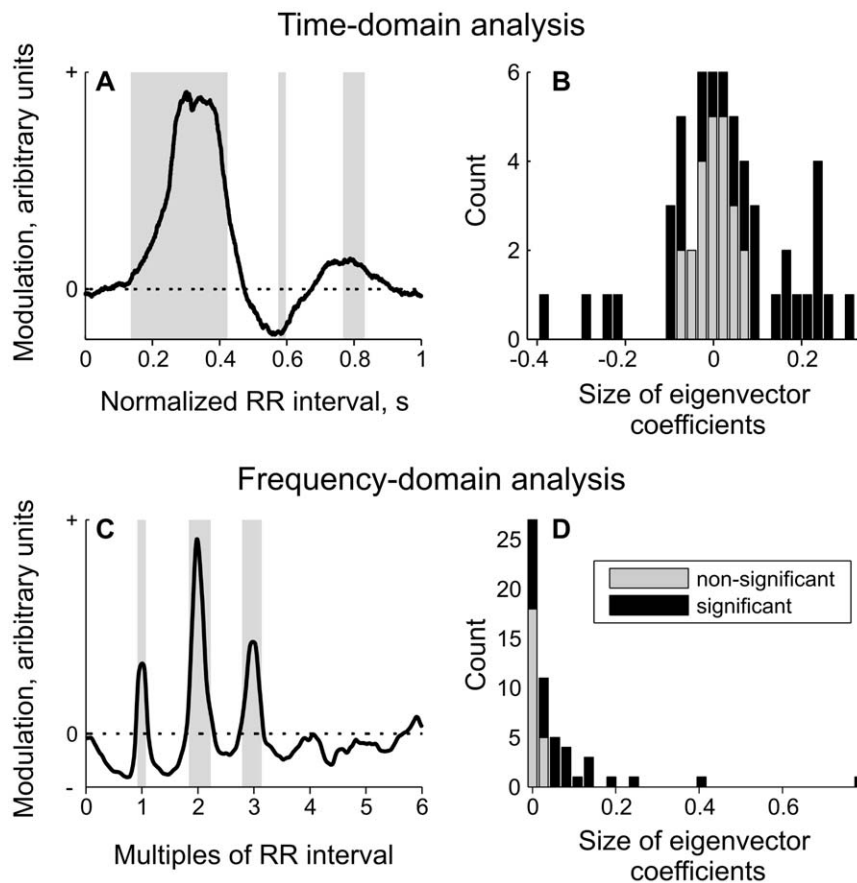 Time-domain analysis
A
+
0
Modulation, aribitrary units
0 0.2 0.4 0.6 0.8 1
Normalized RR interval, s
B
6
4
2
0
Count
-0.4 -0.2 0 0.2
Size of eigenvector
coefficients
Frequency-domain analysis
C
+
0
-
Modulation, aribitrary units
0 1 2 3 4 5 6
Multiples of RR interval
D
25
20
15
10
5
0
Count
non-significant
significant
0 0.2 0.4 0.6
Size of eigenvector
coefficients